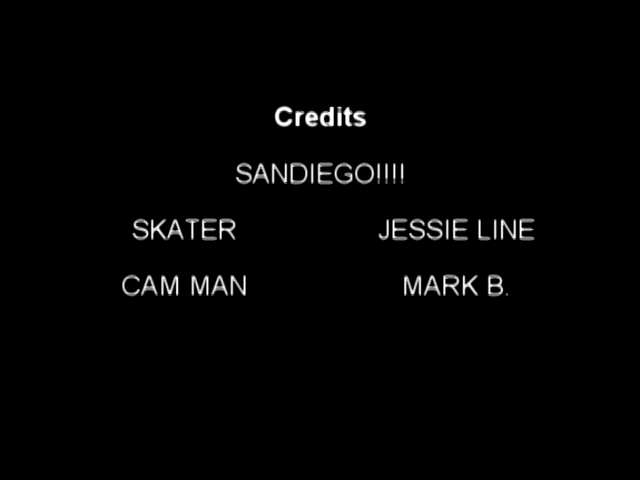 Credits
SANDIEGO!!!!
SKATER JESSIE LINE
CAM MAN MARK B.